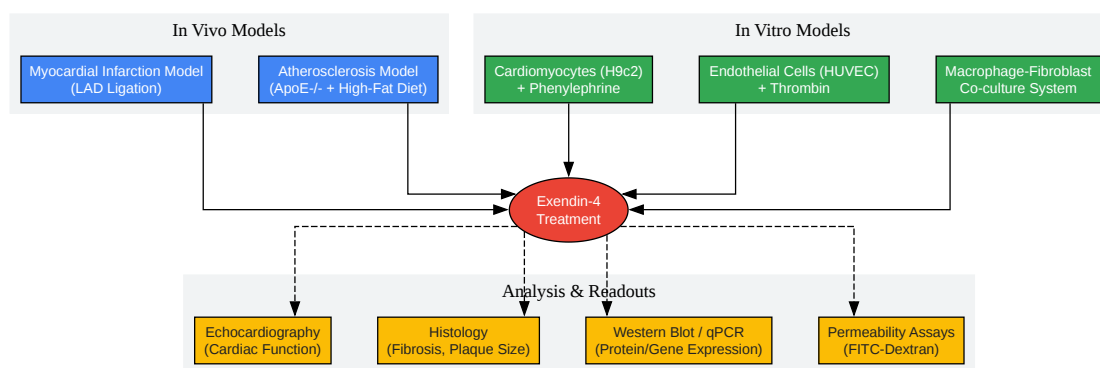 In Vivo Models
In Vitro Models
Myocardial Infarction Model
(LAD Ligation)
Atherosclerosis Model
(ApoE-/- + High-Fat Diet)
Cardiomyocytes (H9c2)
+ Phenylephrine
Endothelial Cells (HUVEC)
+ Thrombin
Macrophage-Fibroblast
Co-culture System
Exendin-4
Treatment
Analysis & Readouts
Echocardiography
(Cardiac Function)
Histology
(Fibrosis, Plaque Size)
Western Blot / qPCR
(Protein/Gene Expression)
Permeability Assays
(FITC-Dextran)